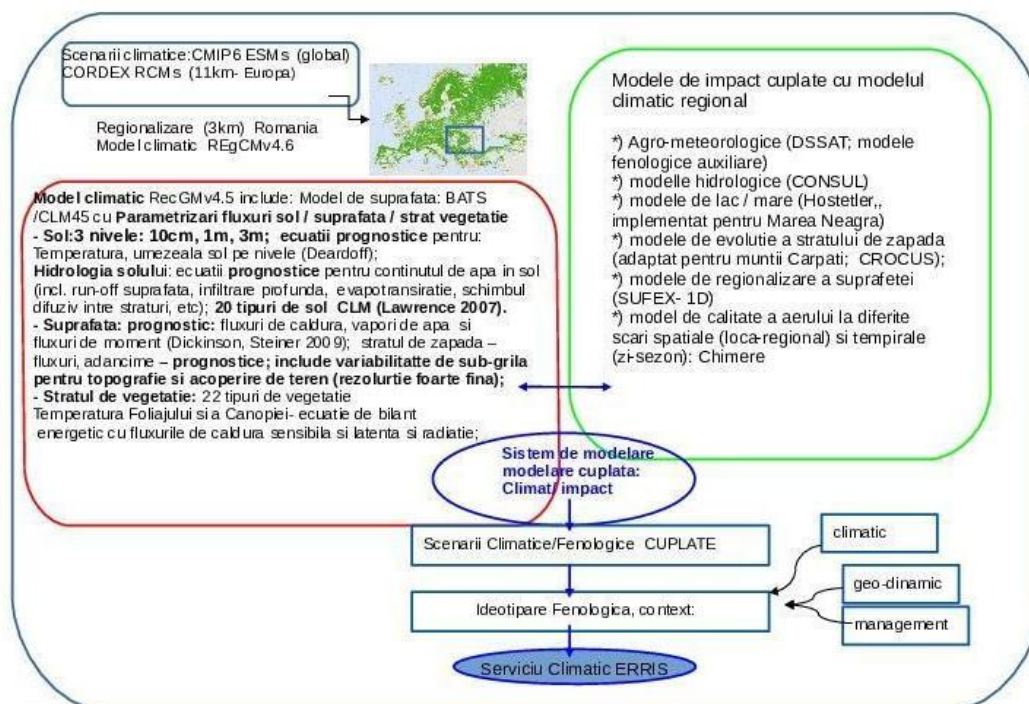 Scenarii climatice:CMIP6 ESMs (global)
CORDEX RCMs (11km- Europa)
Regionalizare (3km) Romania
Model climatic REgCMv4.6
Model climatic RecGMv4.5 include: Model de suprafata: BATS
/CLM45 cu Parametrizari fluxuri sol / suprafata / strat vegetatie
- Sol:3 nivele: 10cm, 1m, 3m; ecuatii prognostice pentru:
Temperatura, umezeala sol pe nivele (Deardoff);
Hidrologia solului: ecuatii prognostice pentru continutul de apa in sol
(incl. run-off suprafata, infiltrare profunda, evapotransiratie, schimbul
difuziv intre straturi, etc); 20 tipuri de sol CLM (Lawrence 2007).
- Suprafata: prognostic: fluxuri de caldura, vapori de apa si
fluxuri de moment (Dickinson, Steiner 2009); stratul de zapada –
fluxuri, adancime – prognostice; include variabilitatte de sub-grila
pentru topografie si acoperire de teren (rezolurtie foarte fina);
- Stratul de vegetatie: 22 tipuri de vegetatie
Temperatura Foliajului si a Canopiei- ecuatie de bilant
energetic cu fluxurile de caldura sensibila si latenta si radiatie;
Modele de impact cuplate cu modelul
climatic regional
*) Agro-meteorologice (DSSAT; modele
fenologice auxiliare)
*) modelle hidrologice (CONSUL)
*) modele de lac / mare (Hostetler,,
implementat pentru Marea Neagra)
*) modele de evolutie a stratului de zapada
(adaptat pentru muntii Carpati; CROCUS);
*) modele de regionalizare a suprafetei
(SUFEX- 1D)
*) model de calitate a aerului la diferite
scari spatiale (loca-regional) si tempirale
(zi-sezon): Chimere
Sistem de modelare
modelare cuplata:
Climat/ impact
Scenarii Climatice/Fenologice CUPLATE
climatic
geo-dinamic
Ideotipare Fenologica, context:
management
Serviciu Climatic ERRIS